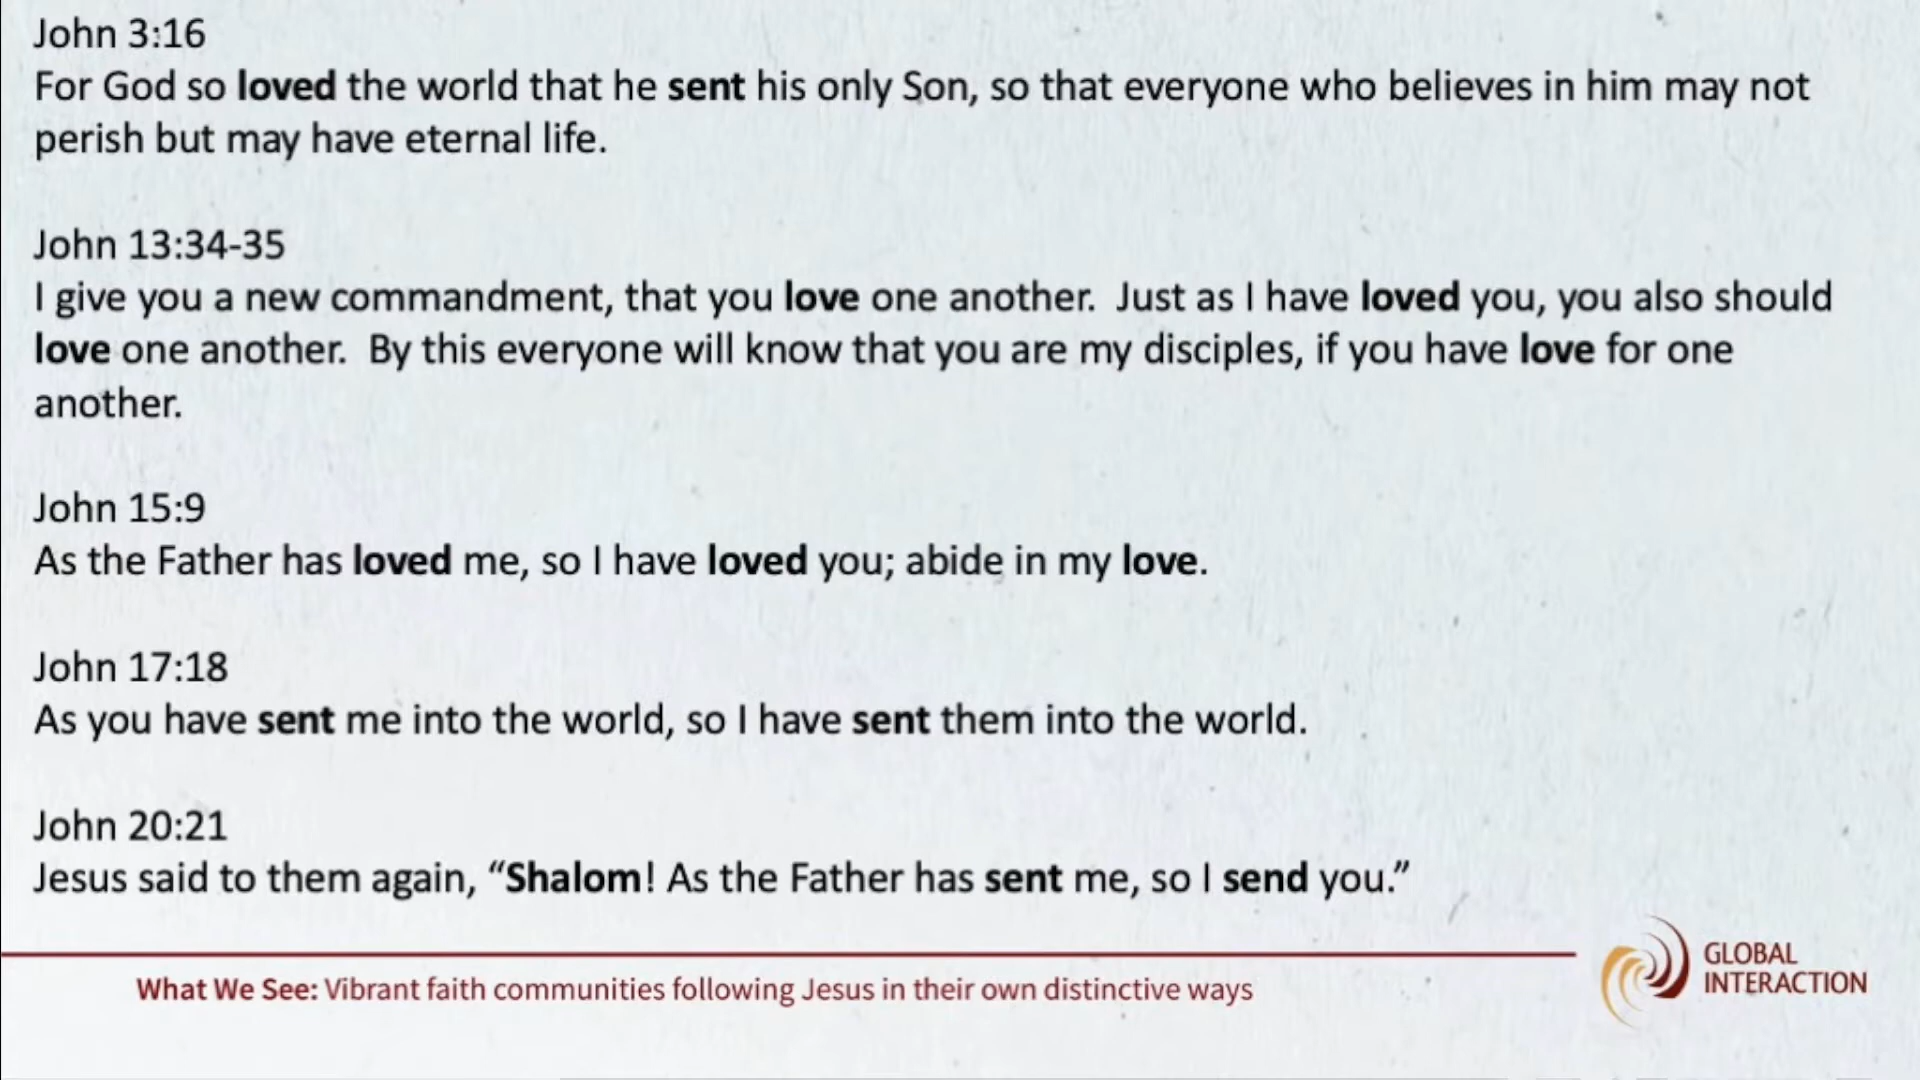 John 3:16
For God so loved the world that he sent his only Son, so that everyone who believes in him may not
perish but may have eternal life.
John 13:34-35
I give you a new commandment, that you love one another.  Just as I have loved you, you also should
love one another.  By this everyone will know that you are my disciples, if you have love for one
another.
John 15:9
As the Father has loved me, so I have loved you; abide in my love.
John 17:18
As you have sent me into the world, so I have sent them into the world.
John 20:21
Jesus said to them again, “Shalom! As the Father has sent me, so I send you.”
What We See: Vibrant faith communities following Jesus in their own distinctive ways
GLOBAL
INTERACTION